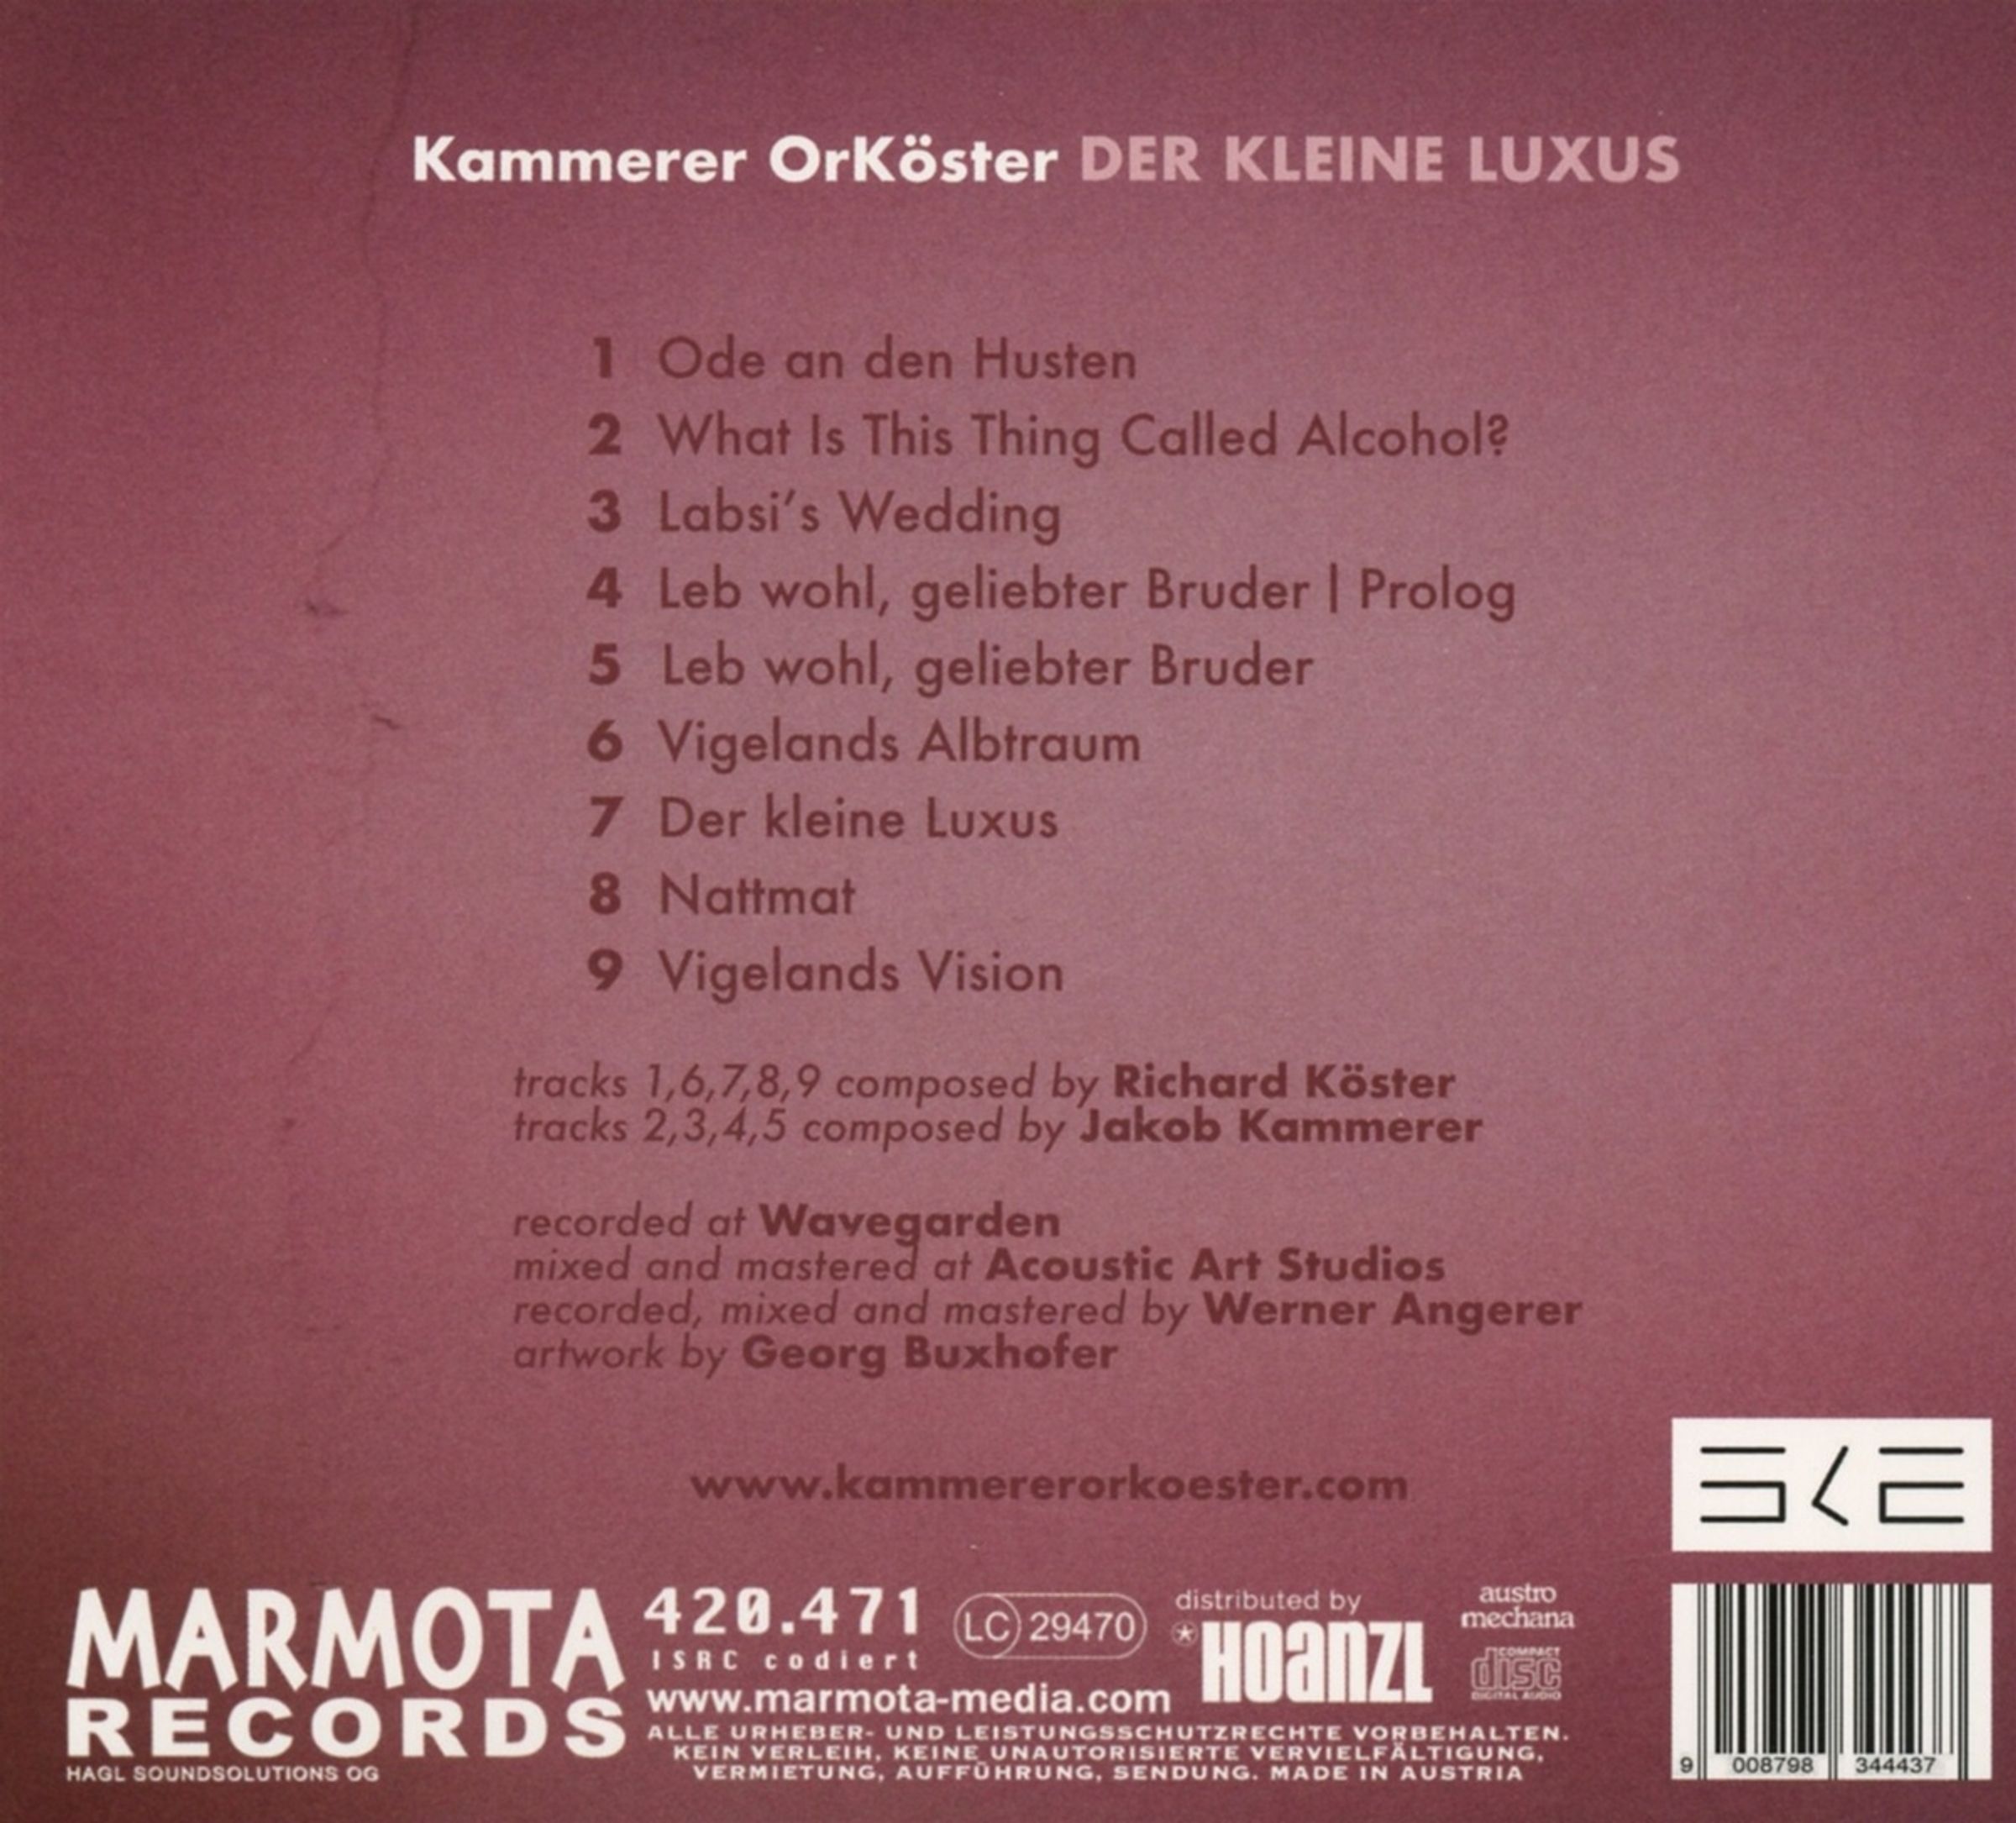 Kammerer OrKöster DER KLEINE LUXUS
1 Ode an den Husten
2 What Is This Thing Called Alcohol?
3 Labsi's Wedding
4 Leb wohl, geliebter Bruder | Prolog
5 Leb wohl, geliebter Bruder
6 Vigelands Albtraum
7 Der kleine Luxus
8 Nattmat
9 Vigelands Vision
tracks 1,6,7,8,9 composed by Richard Köster
tracks 2,3,4,5 composed by Jakob Kammerer
recorded at Wavegarden
mixed and mastered at Acoustic Art Studios
recorded, mixed and mastered by Werner Angerer
artwork by Georg Buxhofer
www.kammererorkoester.com
SKE
MARMOTA
RECORDS
HAGL SOUNDSOLUTIONS OG
420.471
ISRC codiert
LC 29470
www.marmota-media.com
distributed by
HOANZL
austro
mechana
COMPACT
disc
DIGITAL AUDIO
ALLE URHEBER- UND LEISTUNGSSCHUTZRECHTE VORBEHALTEN.
KEIN VERLEIH, KEINE UNAUTORISIERTE VERVIELFÄLTIGUNG,
VERMIETUNG, AUFFÜHRUNG, SENDUNG. MADE IN AUSTRIA
9 008798 344437